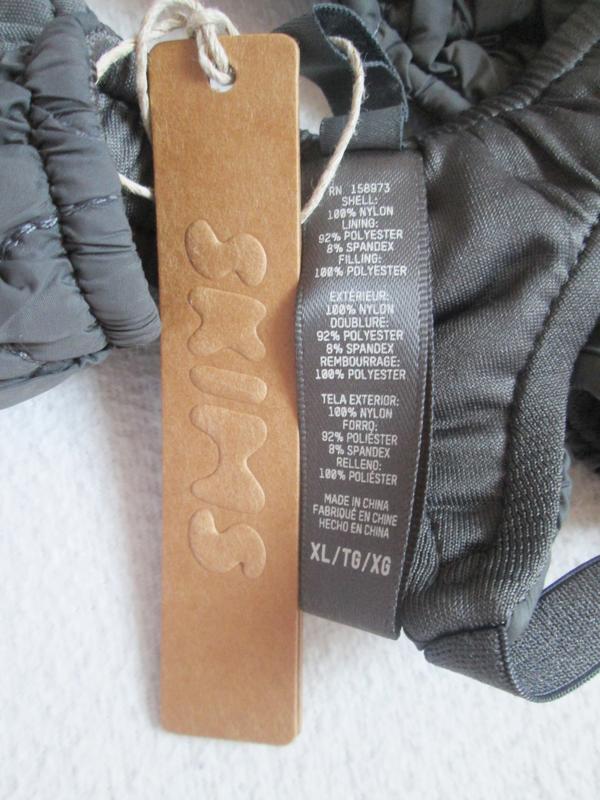 SKIMS
RN 158973
SHELL:
100% NYLON
LINING:
92% POLYESTER
8% SPANDEX
FILLING:
100% POLYESTER
EXTÉRIEUR:
100% NYLON
DOUBLURE:
92% POLYESTER
8% SPANDEX
REMBOURRAGE:
100% POLYESTER
TELA EXTERIOR:
100% NYLON
FORRO:
92% POLIÉSTER
8% SPANDEX
RELLENO:
100% POLIÉSTER
MADE IN CHINA
FABRIQUÉ EN CHINE
HECHO EN CHINA
XL/TG/XG